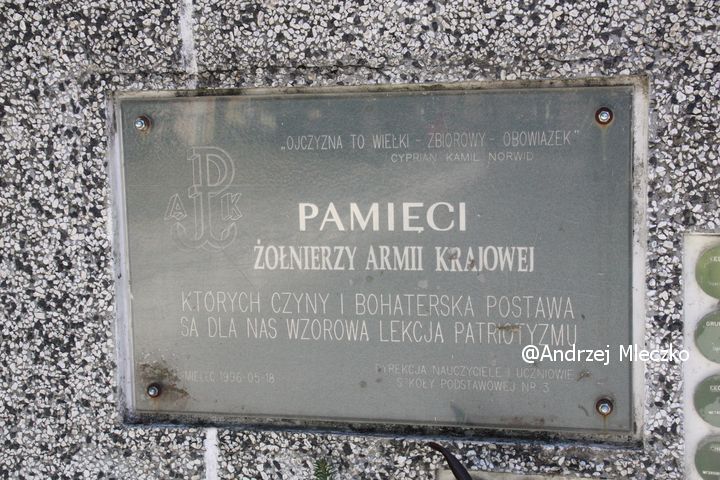 „OJCZYZNA TO WIELKI - ZBIOROWY - OBOWIĄZEK"
CYPRIAN KAMIL NORWID
A K
PAMIĘCI
ŻOŁNIERZY ARMII KRAJOWEJ
KTÓRYCH CZYNY I BOHATERSKA POSTAWA
SĄ DLA NAS WZOROWĄ LEKCJĄ PATRIOTYZMU
@Andrzej Mleczko
MIELEC 1996-05-18
DYREKCJA NAUCZYCIELE I UCZNIOWIE
SZKOŁY PODSTAWOWEJ NR 3